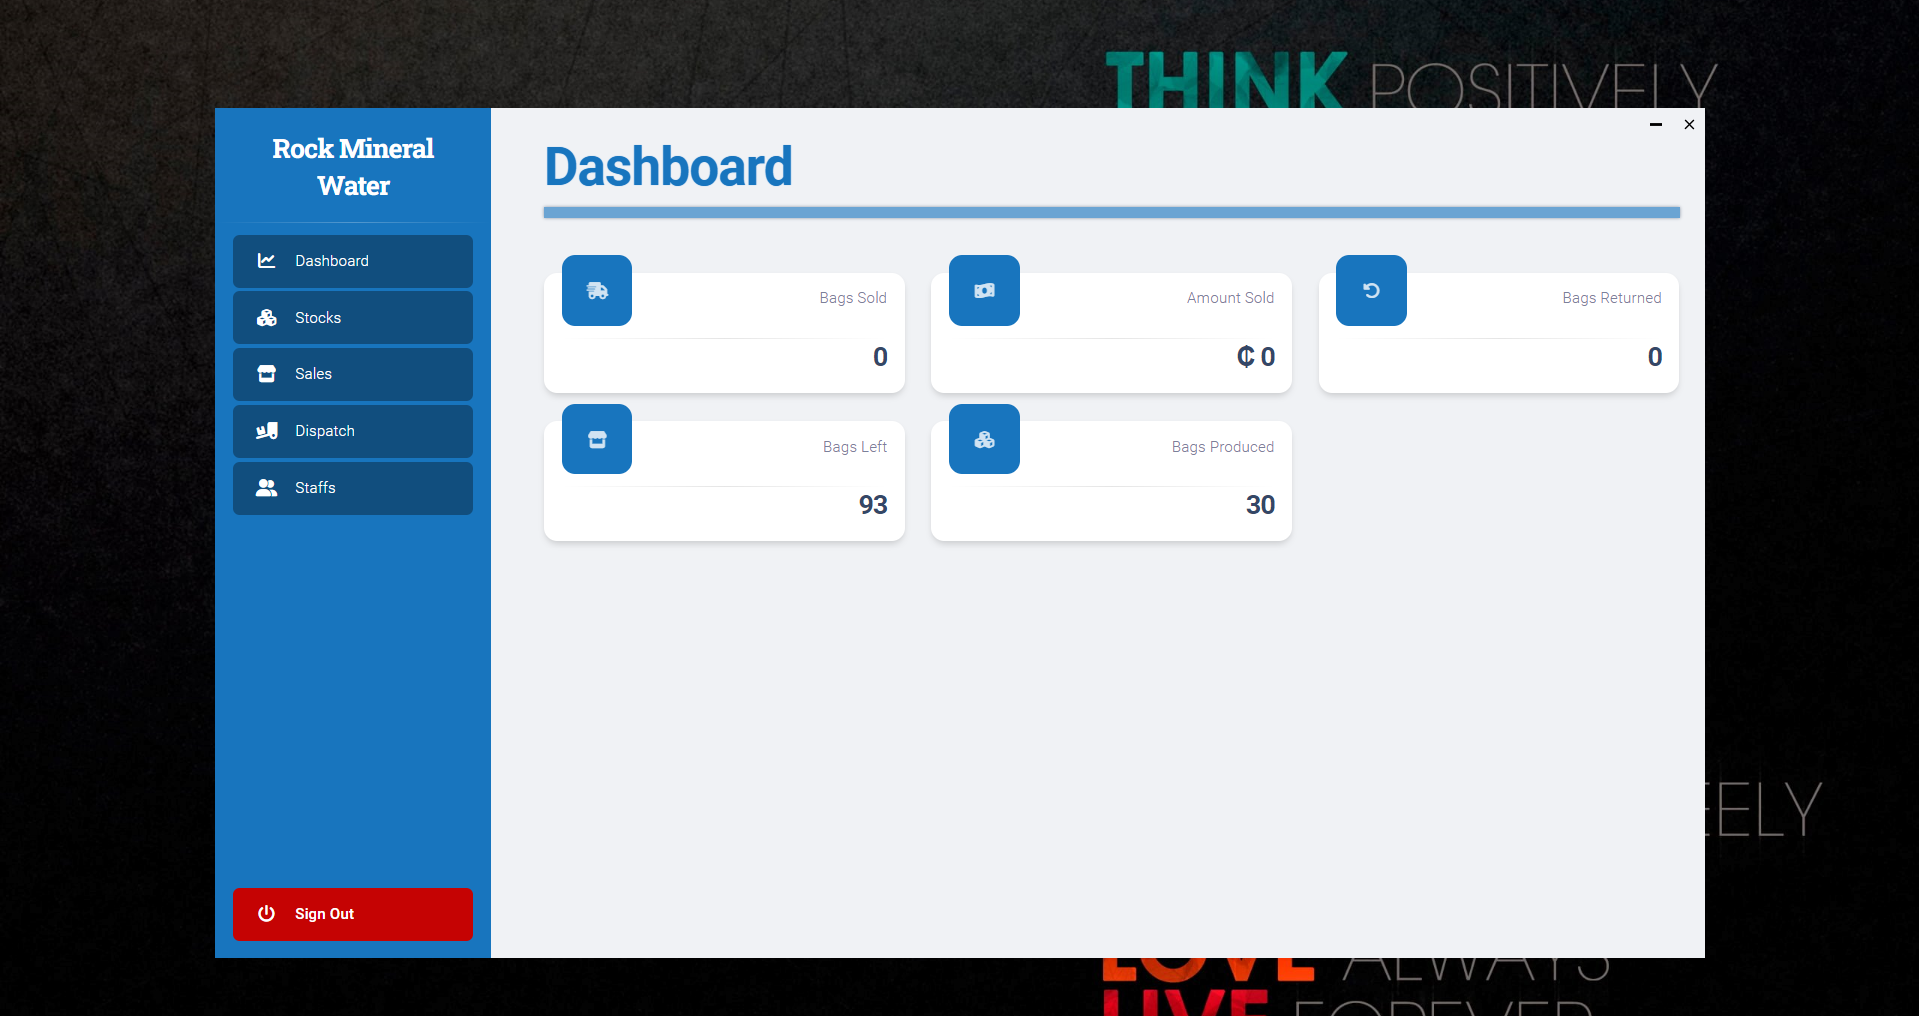 THINK POSITIVELY
Rock Mineral
Water
Dashboard
Stocks
Sales
Dispatch
Staffs
Sign Out
Dashboard
Bags Sold
0
Amount Sold
₵ 0
Bags Returned
0
Bags Left
93
Bags Produced
30
EELY
LOVE ALWAYS
LIVE FOREVER